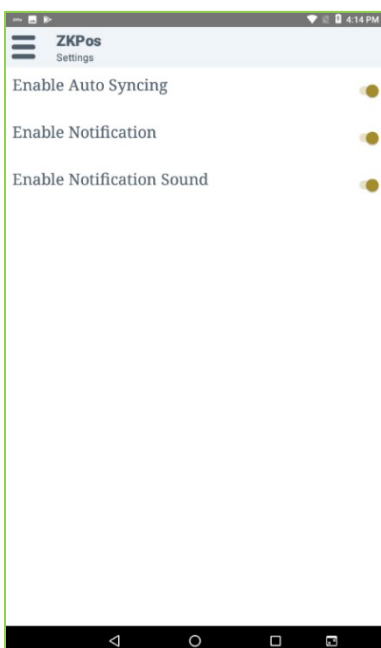 4:14 PM
ZKPos
Settings
Enable Auto Syncing
Enable Notification
Enable Notification Sound